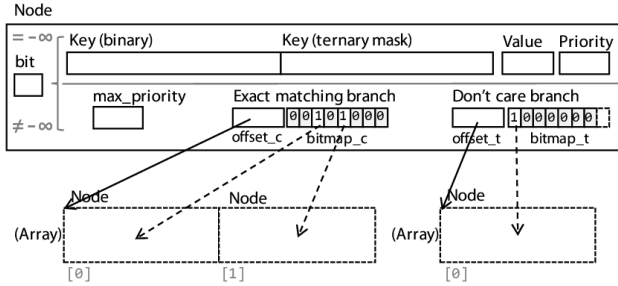 Node
= -∞
Key (binary) Key (ternary mask) Value Priority
bit
max_priority Exact matching branch Don't care branch
≠ -∞
0 0 1 0 1 0 0 0
1 0 0 0 0 0 0
offset_c bitmap_c offset_t bitmap_t
Node Node Node
(Array) (Array)
[0] [1] [0]